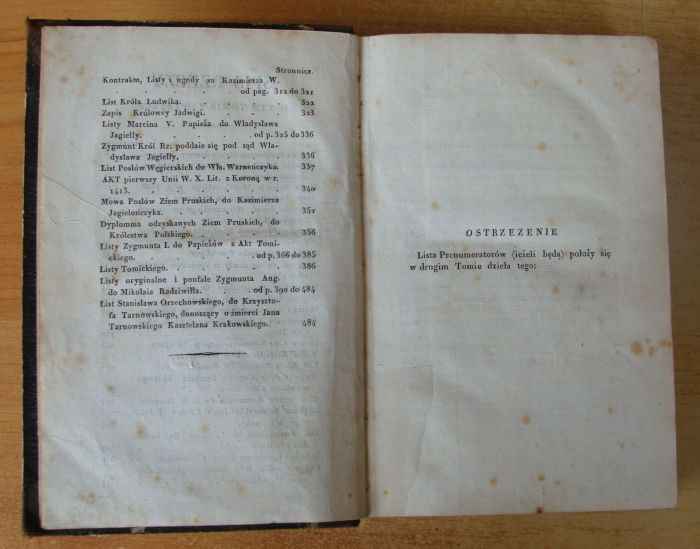 Stronnica.
Kontrakta, Listy i ugody za Kazimierza W.
. . . . . . od pag. 312 do 321
List Króla Ludwika. . . . . 322
Zapis Królowéy Jadwigi. . . . 323
Listy Marcina V. Papieża do Władysława
Jagielly. . . . . od p. 325 do 336
Zygmunt Król Rz: poddaie się pod sąd Wła-
dysława Jagielly. . . . . 336
List Posłów Węgierskich do Wła. Warneńczyka. 337
AKT pierwszy Unii W. X. Lit. z Koroną w r.
1413. . . . . . . 340
Mowa Posłów Ziem Pruskich, do Kazimierza
Jagielończyka. . . . . 351
Dyplomma odzyskanych Ziem Pruskich, do
Królestwa Polskiego. . . . 356
Listy Zygmunta I. do Papieżów z Akt Tomi-
ckiego. . . . . od p. 366 do 385
Listy Tomickiego. . . . . 386
Listy oryginalne i poufałe Zygmunta Aug.
do Mikolaia Radziwiłła. . . od p. 390 do 484
List Stanisława Orzechowskiego, do Krzyszto-
fa Tarnowskiego, donoszący o śmierci Jana
Tarnowskiego Kasztelana Krakowskiego. . 484
OSTRZEZENIE
Lista Prenumeratorów (ieżeli będą) położy się
w drugim Tomie dzieła tego: